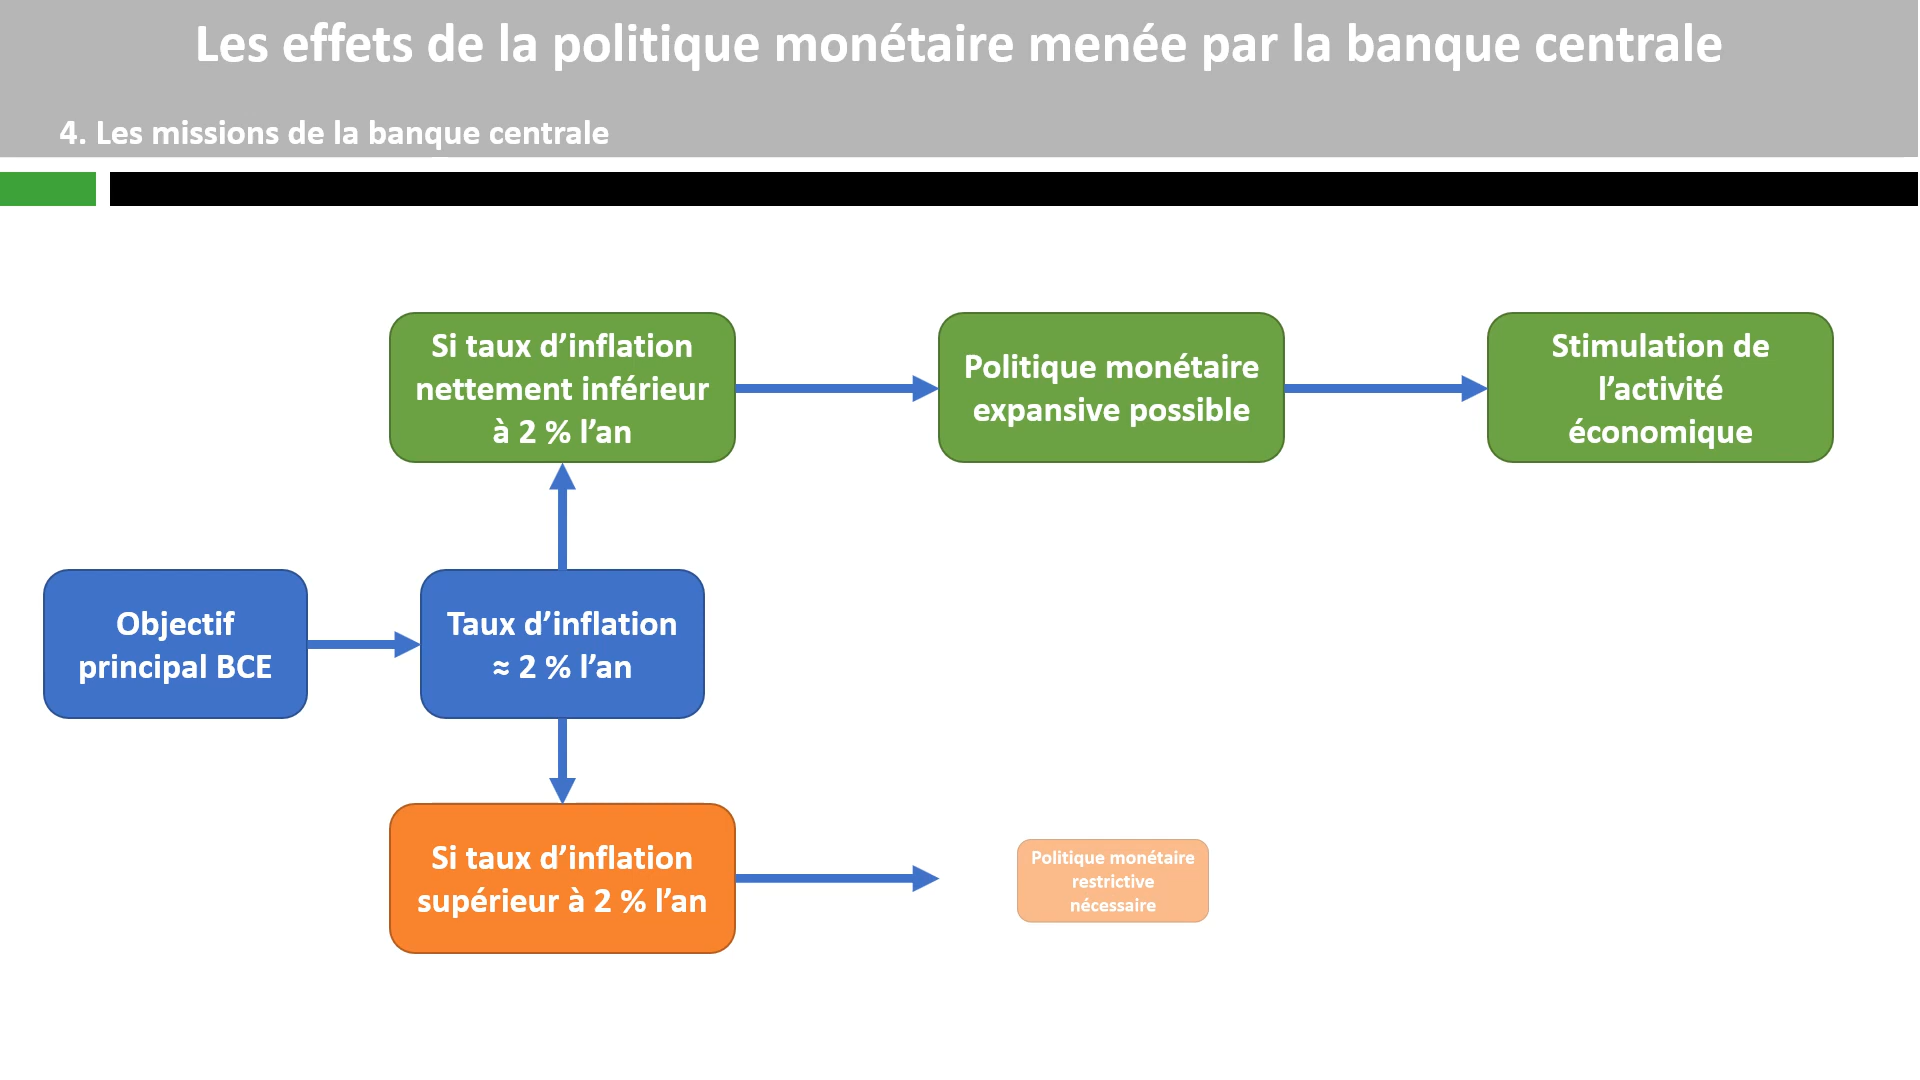 Les effets de la politique monétaire menée par la banque centrale
4. Les missions de la banque centrale
Si taux d’inflation
nettement inférieur
à 2 % l’an
Politique monétaire
expansive possible
Stimulation de
l’activité
économique
Objectif
principal BCE
Taux d’inflation
≈ 2 % l’an
Si taux d’inflation
supérieur à 2 % l’an
Politique monétaire
restrictive
nécessaire